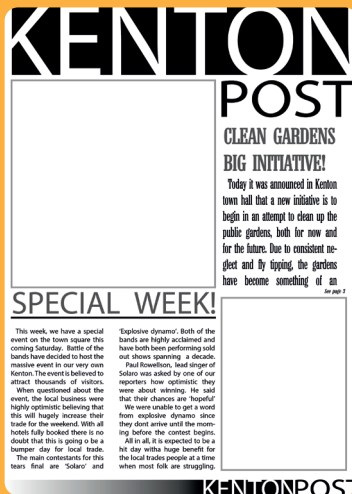 KENTON
POST
CLEAN GARDENS
BIG INITIATIVE!
Today it was announced in Kenton
town hall that a new initiative is to
begin in an attempt to clean up the
public gardens, both for now and
for the future. Due to consistent ne-
glect and fly tipping, the gardens
have become something of an
See page 3
SPECIAL WEEK!
This week, we have a special
event on the town square this
coming Saturday. Battle of the
bands have decided to host the
massive event in our very own
Kenton. The event is believed to
attract thousands of visitors.
When questioned about the
event, the local business were
highly optimistic believing that
this will hugely increase their
trade for the weekend. With all
hotels fully booked there is no
doubt that this is going o be a
bumper day for local trade.
The main contestants for this
tears final are 'Solaro' and
'Explosive dynamo'. Both of the
bands are highly acclaimed and
have both been performing sold
out shows spanning a decade.
Paul Rowellson, lead singer of
Solaro was asked by one of our
reporters how optimistic they
were about winning. He said
that their chances are 'hopeful'
We were unable to get a word
from explosive dynamo since
they dont arrive until the morn-
ing before the contest begins.
All in all, it is expected to be a
hit day witha huge benefit for
the local trades people at a time
when most folk are struggling.
KENTONPOST